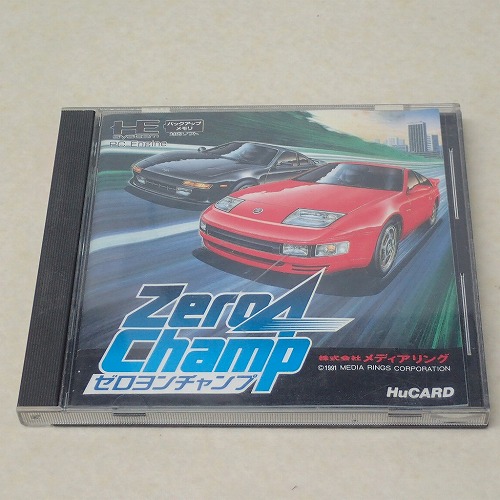 HE
SYSTEM
PC Engine
バックアップ
メモリ
対応ソフト
Zero4
Champ
ゼロヨンチャンプ
株式会社 メディアリング
©1991 MEDIA RINGS CORPORATION
HuCARD